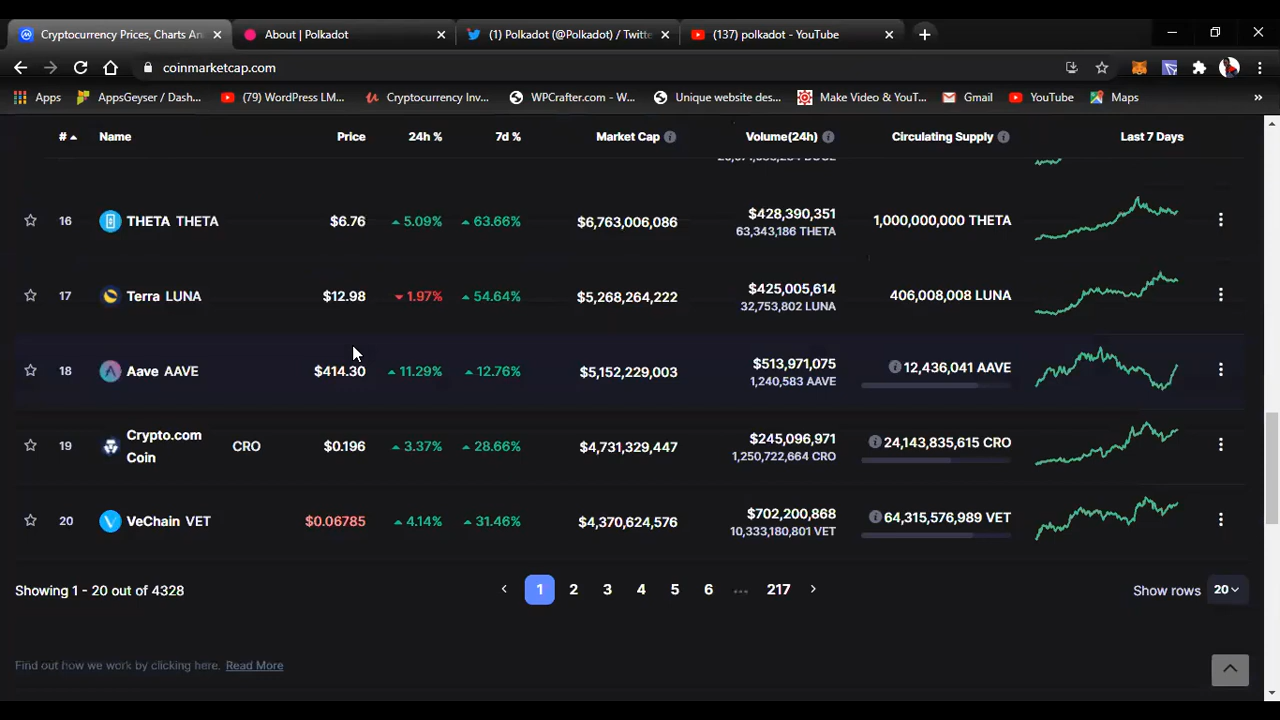 Cryptocurrency Prices, Charts An
About | Polkadot
(1) Polkadot (@Polkadot) / Twitte
(137) polkadot - YouTube
coinmarketcap.com
Apps
AppsGeyser / Dash...
(79) WordPress LM...
Cryptocurrency Inv...
WPCrafter.com - W...
Unique website des...
Make Video & YouT...
Gmail
YouTube
Maps
»
# Name Price 24h % 7d % Market Cap Volume(24h) Circulating Supply Last 7 Days
16 THETA THETA $6.76 5.09% 63.66% $6,763,006,086 $428,390,351 1,000,000,000 THETA
63,343,186 THETA
17 Terra LUNA $12.98 1.97% 54.64% $5,268,264,222 $425,005,614 406,008,008 LUNA
32,753,802 LUNA
18 Aave AAVE $414.30 11.29% 12.76% $5,152,229,003 $513,971,075 12,436,041 AAVE
1,240,583 AAVE
19 Crypto.com Coin CRO $0.196 3.37% 28.66% $4,731,329,447 $245,096,971 24,143,835,615 CRO
1,250,722,664 CRO
20 VeChain VET $0.06785 4.14% 31.46% $4,370,624,576 $702,200,868 64,315,576,989 VET
10,333,180,801 VET
Showing 1 - 20 out of 4328 1 2 3 4 5 6 ... 217 Show rows 20
Find out how we work by clicking here. Read More